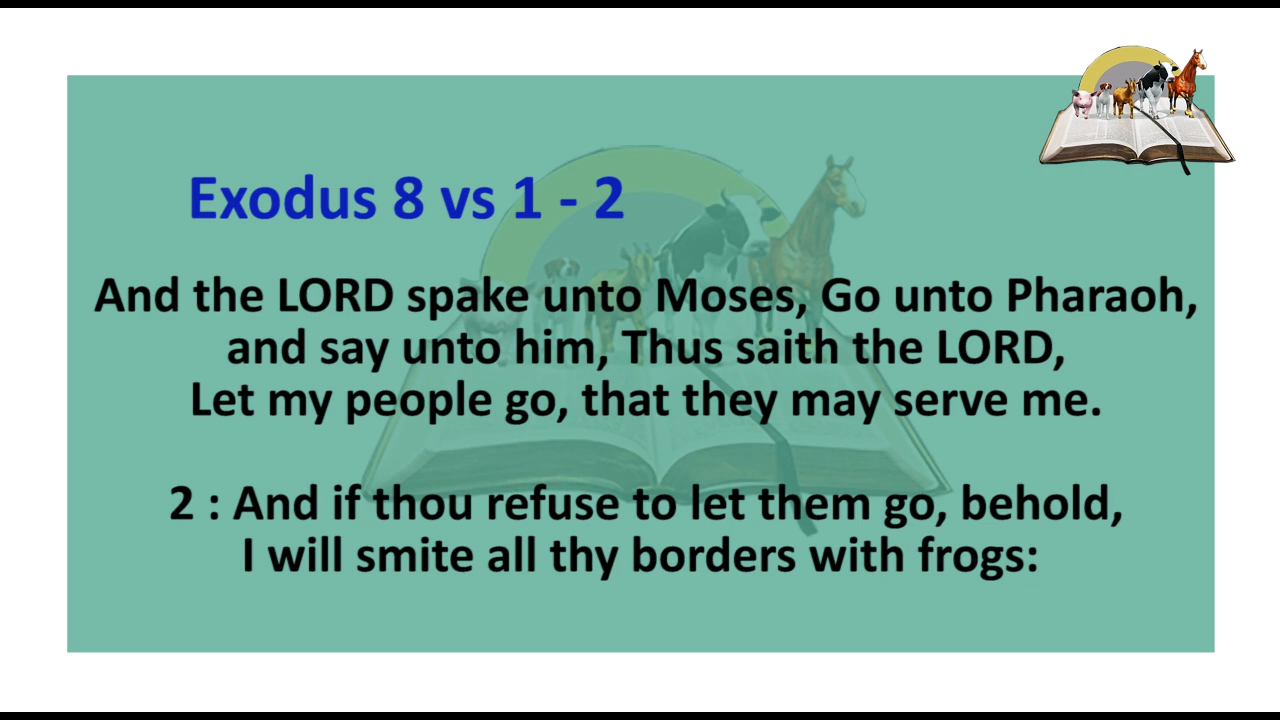 Exodus 8 vs 1 - 2
And the LORD spake unto Moses, Go unto Pharaoh,
and say unto him, Thus saith the LORD,
Let my people go, that they may serve me.
2 : And if thou refuse to let them go, behold,
I will smite all thy borders with frogs: